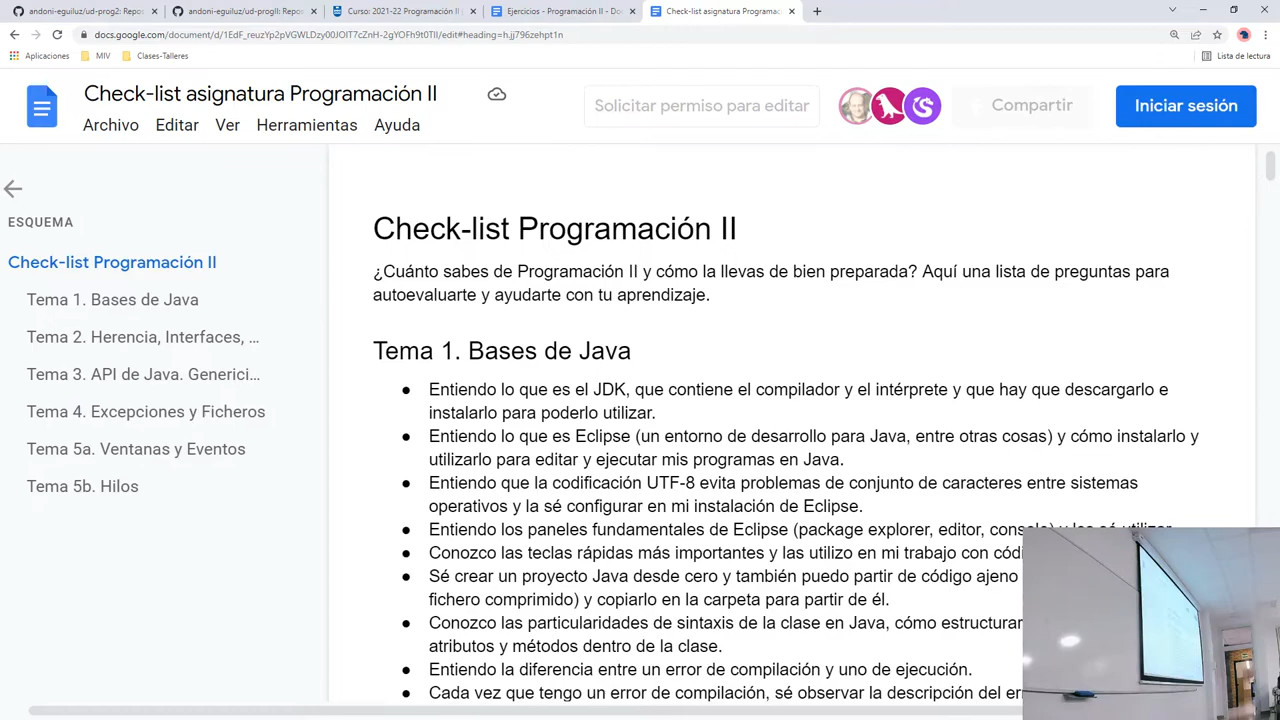 andoni-eguiluz/ud-prog2: Repo
andoni-eguiluz/ud-progII: Repos
Curso: 2021-22 Programación II
Ejercicios - Programación II - Do
Check-list asignatura Programac
docs.google.com/document/d/1EdF_reuzYp2pVGWLDzy00JOIT7cZnH-2gYOFh9t0TII/edit#heading=h.jj796zehpt1n
Aplicaciones
MIV
Clases-Talleres
Lista de lectura
Check-list asignatura Programación II
Archivo
Editar
Ver
Herramientas
Ayuda
Solicitar permiso para editar
Compartir
Iniciar sesión
ESQUEMA
Check-list Programación II
Tema 1. Bases de Java
Tema 2. Herencia, Interfaces, ...
Tema 3. API de Java. Generici...
Tema 4. Excepciones y Ficheros
Tema 5a. Ventanas y Eventos
Tema 5b. Hilos
Check-list Programación II
¿Cuánto sabes de Programación II y cómo la llevas de bien preparada? Aquí una lista de preguntas para
autoevaluarte y ayudarte con tu aprendizaje.
Tema 1. Bases de Java
● Entiendo lo que es el JDK, que contiene el compilador y el intérprete y que hay que descargarlo e
instalarlo para poderlo utilizar.
● Entiendo lo que es Eclipse (un entorno de desarrollo para Java, entre otras cosas) y cómo instalarlo y
utilizarlo para editar y ejecutar mis programas en Java.
● Entiendo que la codificación UTF-8 evita problemas de conjunto de caracteres entre sistemas
operativos y la sé configurar en mi instalación de Eclipse.
● Entiendo los paneles fundamentales de Eclipse (package explorer, editor, consola) y los sé utilizar.
● Conozco las teclas rápidas más importantes y las utilizo en mi trabajo con códi
● Sé crear un proyecto Java desde cero y también puedo partir de código ajeno
fichero comprimido) y copiarlo en la carpeta para partir de él.
● Conozco las particularidades de sintaxis de la clase en Java, cómo estructurar
atributos y métodos dentro de la clase.
● Entiendo la diferencia entre un error de compilación y uno de ejecución.
● Cada vez que tengo un error de compilación, sé observar la descripción del er